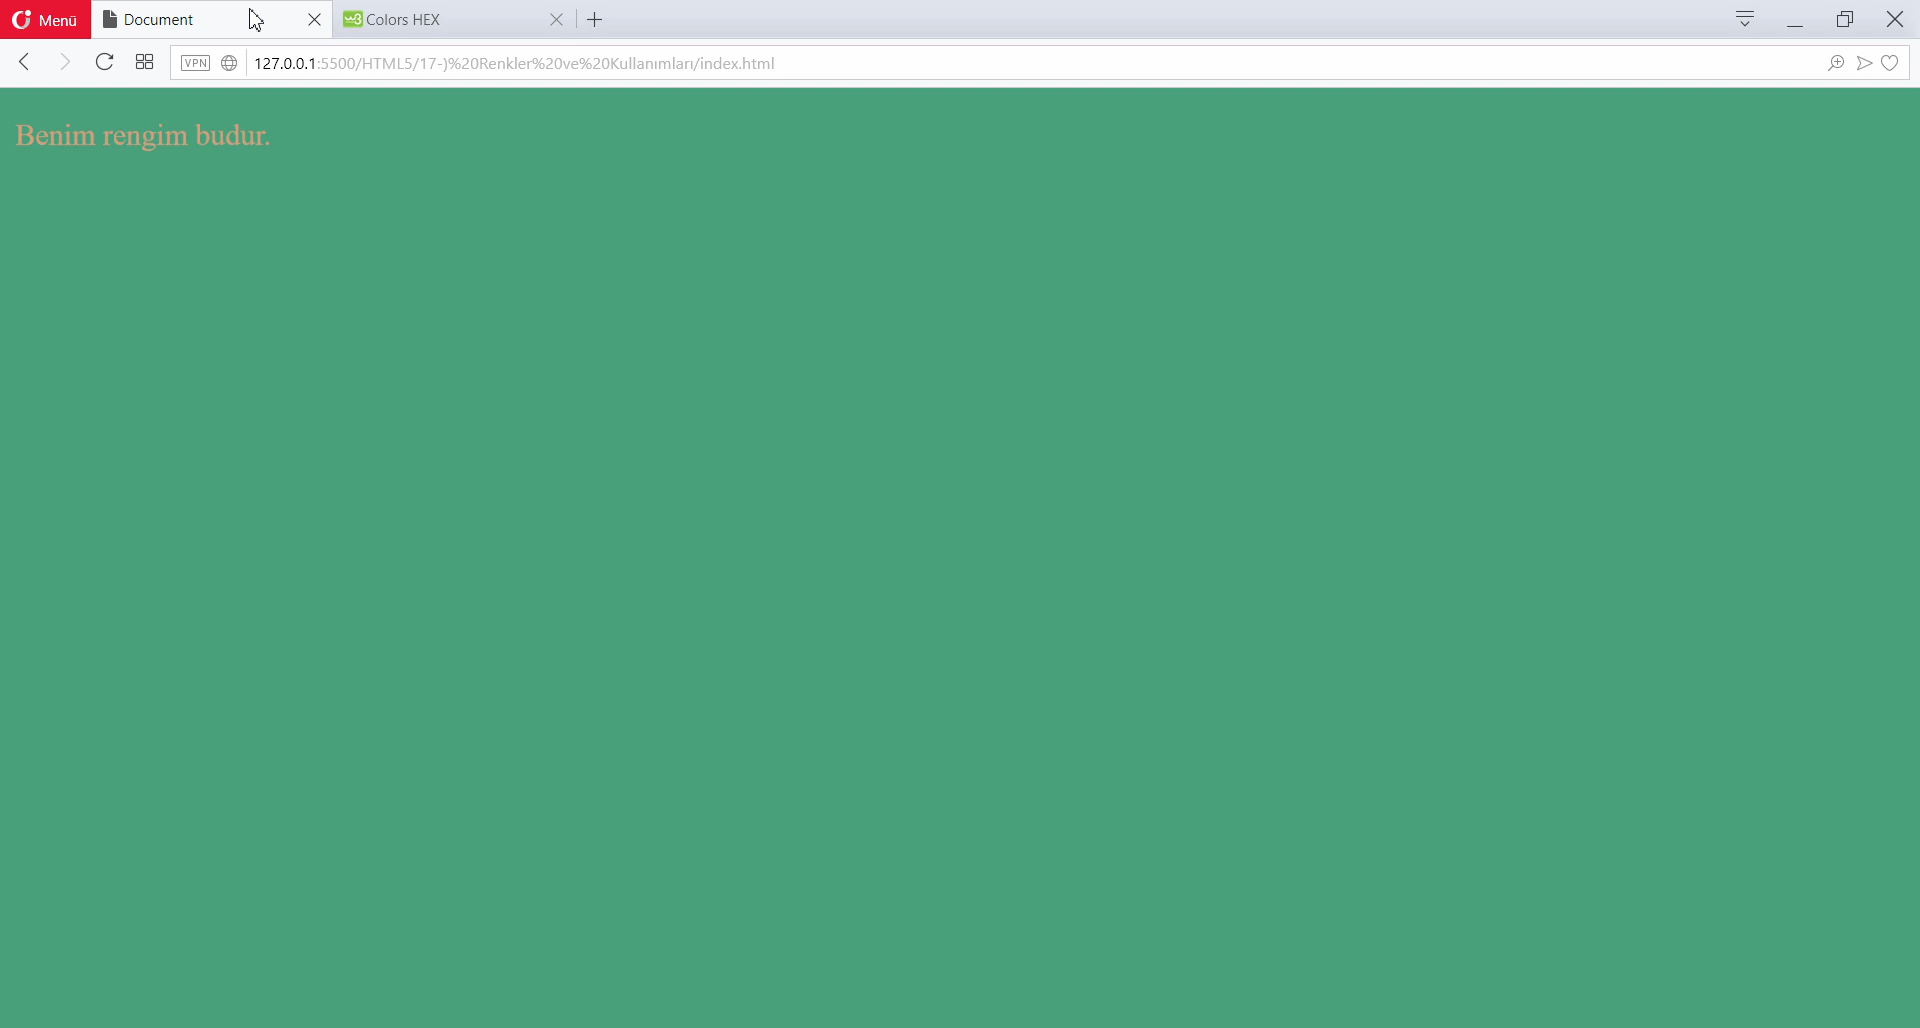 Menü
Document
Colors HEX
VPN
127.0.0.1:5500/HTML5/17-)%20Renkler%20ve%20Kullanımları/index.html
Benim rengim budur.